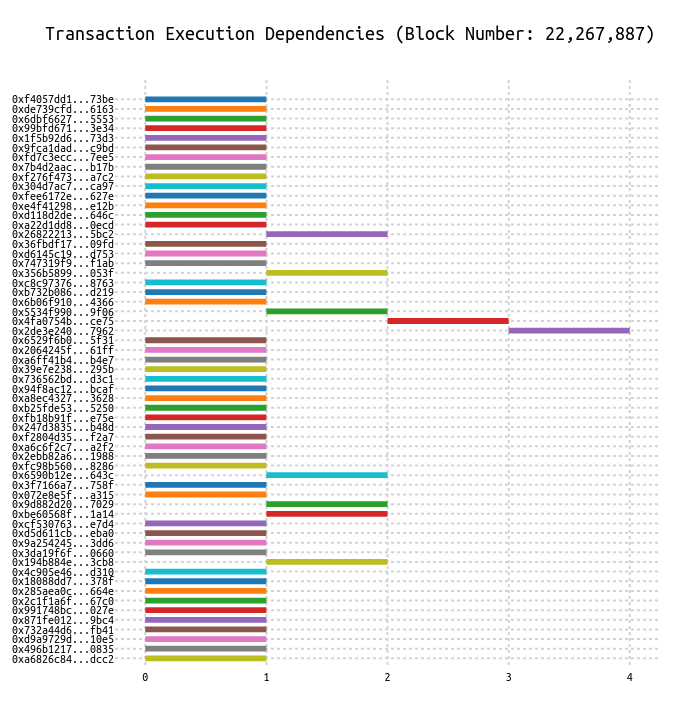 Transaction Execution Dependencies (Block Number: 22,267,887)
0xf4057dd1...73be
0xde739cfd...6163
0x6dbf6627...5553
0x99bfd671...3e34
0x1f5b92d6...73d3
0x9fca1dad...c9bd
0xfd7c3ecc...7ee5
0x7b4d2aac...b17b
0xf276f473...a7c2
0x304d7ac7...ca97
0xfee6172e...627e
0xe4f41298...e12b
0xd118d2de...646c
0xa22d1dd8...0ecd
0x26822213...5bc2
0x36fbdf17...09fd
0xd6145c19...d753
0x747319f9...f1ab
0x356b5899...053f
0xc8c97376...8763
0xb732b086...d219
0x6b06f910...4366
0x5534f990...9f06
0x4fa0754b...ce75
0x2de3e240...7962
0x6529f6b0...5f31
0x2064245f...61ff
0xa6ff41b4...b4e7
0x39e7e238...295b
0x736562bd...d3c1
0x94f8ac12...bcaf
0xa8ec4327...3628
0xb25fde53...5250
0xfb18b91f...e75e
0x247d3835...b48d
0xf2804d35...f2a7
0xa6c6f2c7...a2f2
0x2ebb82a6...1988
0xfc98b560...8286
0x6590b12e...643c
0x3f7166a7...758f
0x072e8e5f...a315
0x9d882d20...7029
0xbe60568f...1a14
0xcf530763...e7d4
0xd5d611cb...eba0
0x9a254245...3dd6
0x3da19f6f...0660
0x194b884e...3cb8
0x4c905e46...d310
0x18088dd7...378f
0x285aea0c...664e
0x2c1f1a6f...67c0
0x991748bc...027e
0x871fe012...9bc4
0x732a44d6...fb41
0xd9a9729d...10e5
0x496b1217...0835
0xa6826c84...dcc2
0 1 2 3 4